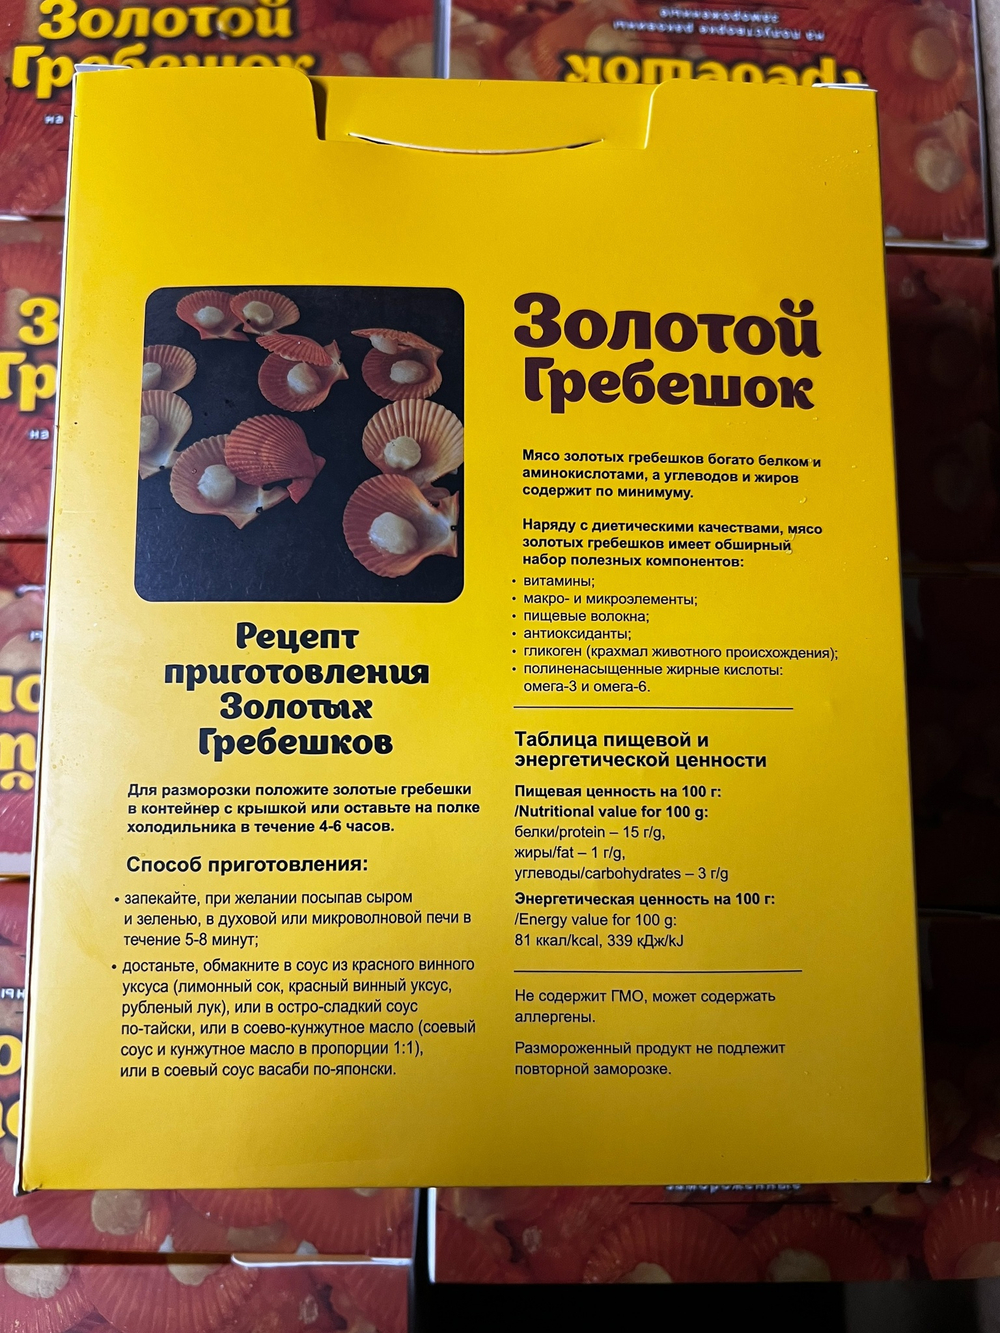 Золотой
Гребешок
на полустворке раковины
замороженный
Гребешок
Золотой
Гребешок
Мясо золотых гребешков богато белком и
аминокислотами, а углеводов и жиров
содержит по минимуму.
Наряду с диетическими качествами, мясо
золотых гребешков имеет обширный
набор полезных компонентов:
• витамины;
• макро- и микроэлементы;
• пищевые волокна;
• антиоксиданты;
• гликоген (крахмал животного происхождения);
• полиненасыщенные жирные кислоты:
омега-3 и омега-6.
Таблица пищевой и
энергетической ценности
Пищевая ценность на 100 г:
/Nutritional value for 100 g:
белки/protein – 15 г/g,
жиры/fat – 1 г/g,
углеводы/carbohydrates – 3 г/g
Энергетическая ценность на 100 г:
/Energy value for 100 g:
81 ккал/kcal, 339 кДж/kJ
Не содержит ГМО, может содержать
аллергены.
Размороженный продукт не подлежит
повторной заморозке.
Рецепт
приготовления
Золотых
Гребешков
Для разморозки положите золотые гребешки
в контейнер с крышкой или оставьте на полке
холодильника в течение 4-6 часов.
Способ приготовления:
• запекайте, при желании посыпав сыром
и зеленью, в духовой или микроволновой печи в
течение 5-8 минут;
• достаньте, обмакните в соус из красного винного
уксуса (лимонный сок, красный винный уксус,
рубленый лук), или в остро-сладкий соус
по-тайски, или в соево-кунжутное масло (соевый
соус и кунжутное масло в пропорции 1:1),
или в соевый соус васаби по-японски.